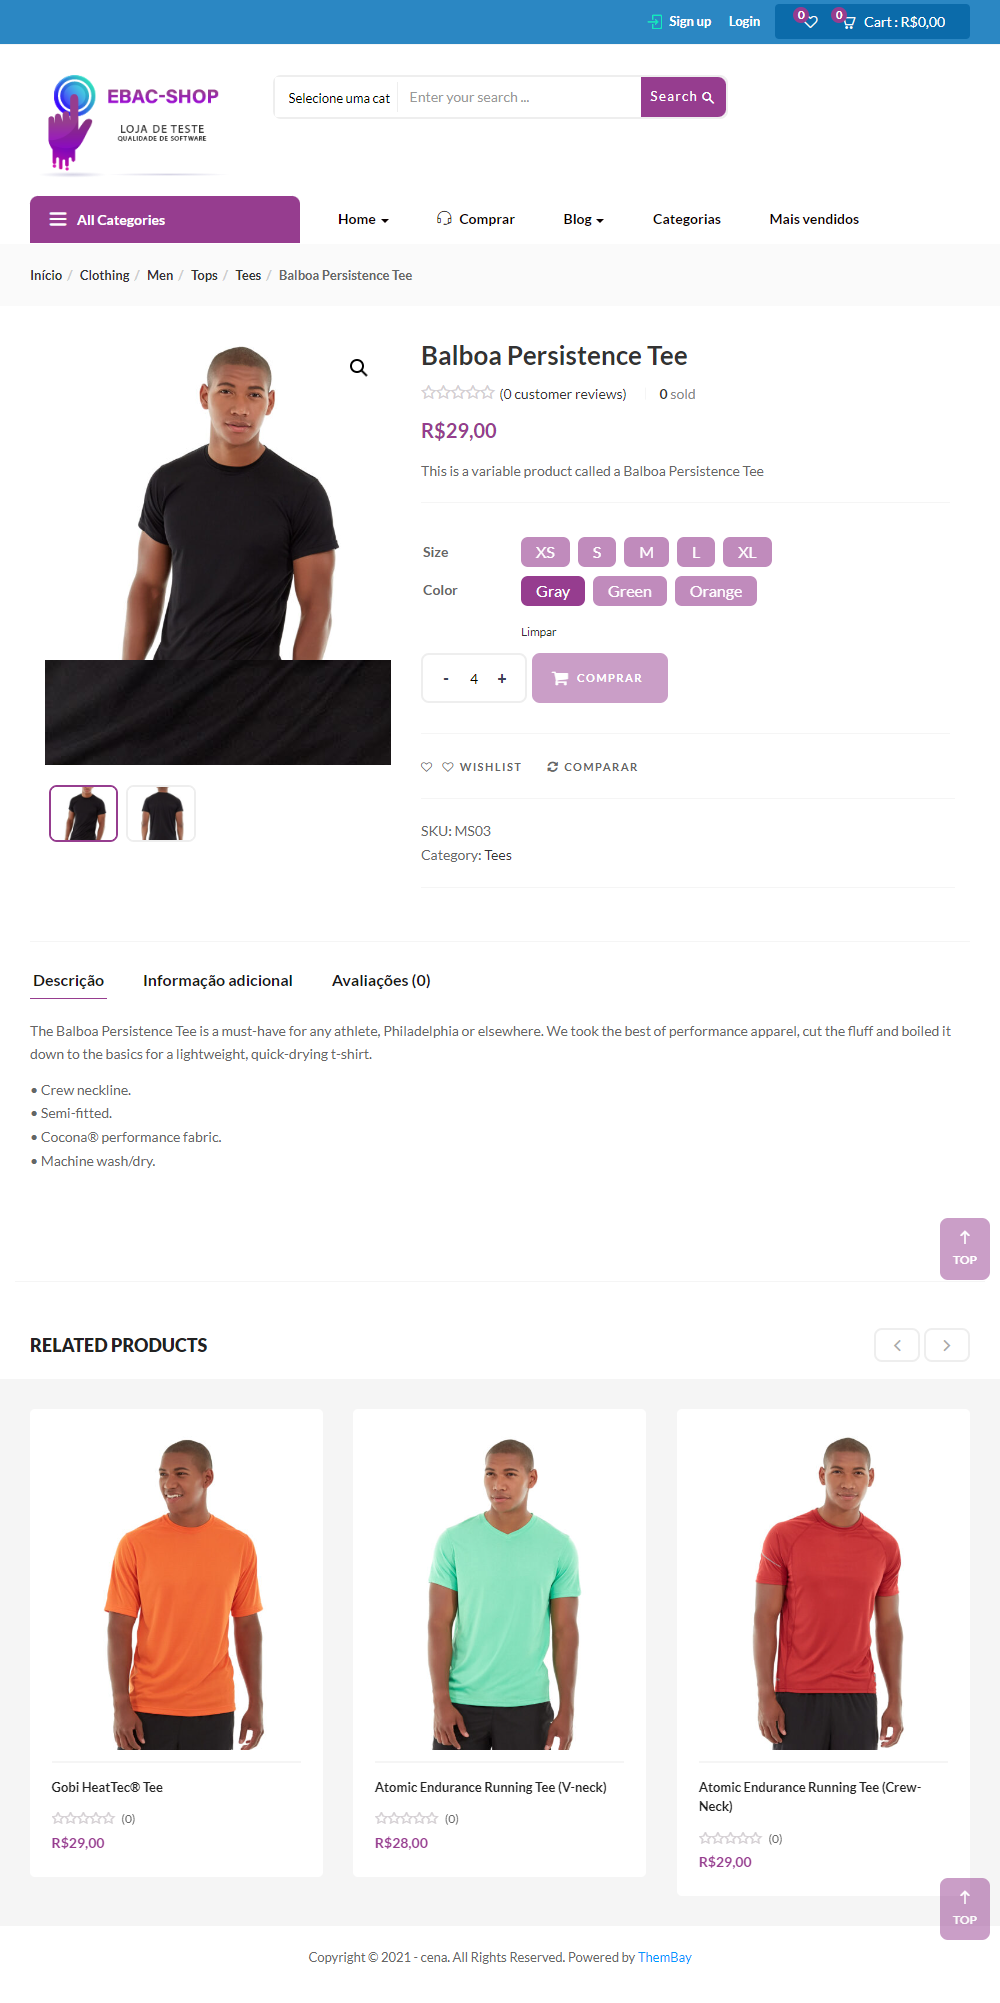 Sign up Login 0 0 Cart : R$0,00
EBAC-SHOP
LOJA DE TESTE
QUALIDADE DE SOFTWARE
Selecione uma cat Enter your search ... Search
All Categories Home Comprar Blog Categorias Mais vendidos
Início / Clothing / Men / Tops / Tees / Balboa Persistence Tee
Balboa Persistence Tee
(0 customer reviews) 0 sold
R$29,00
This is a variable product called a Balboa Persistence Tee
Size XS S M L XL
Color Gray Green Orange
Limpar
- 4 + COMPRAR
WISHLIST COMPARAR
SKU: MS03
Category: Tees
Descrição Informação adicional Avaliações (0)
The Balboa Persistence Tee is a must-have for any athlete, Philadelphia or elsewhere. We took the best of performance apparel, cut the fluff and boiled it
down to the basics for a lightweight, quick-drying t-shirt.
• Crew neckline.
• Semi-fitted.
• Cocona® performance fabric.
• Machine wash/dry.
TOP
RELATED PRODUCTS
Gobi HeatTec® Tee
(0)
R$29,00
Atomic Endurance Running Tee (V-neck)
(0)
R$28,00
Atomic Endurance Running Tee (Crew-
Neck)
(0)
R$29,00
TOP
Copyright © 2021 - cena. All Rights Reserved. Powered by ThemBay